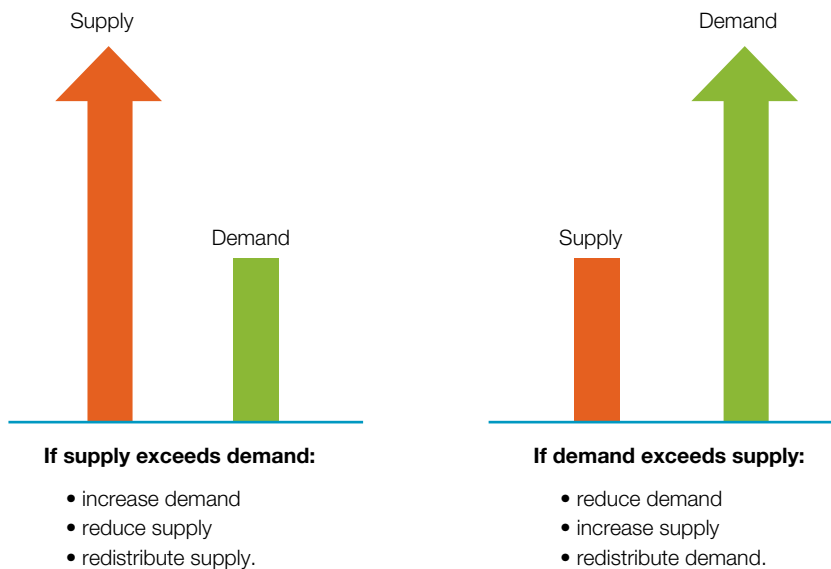 Supply
Demand
If supply exceeds demand:
• increase demand
• reduce supply
• redistribute supply.
Demand
Supply
If demand exceeds supply:
• reduce demand
• increase supply
• redistribute demand.